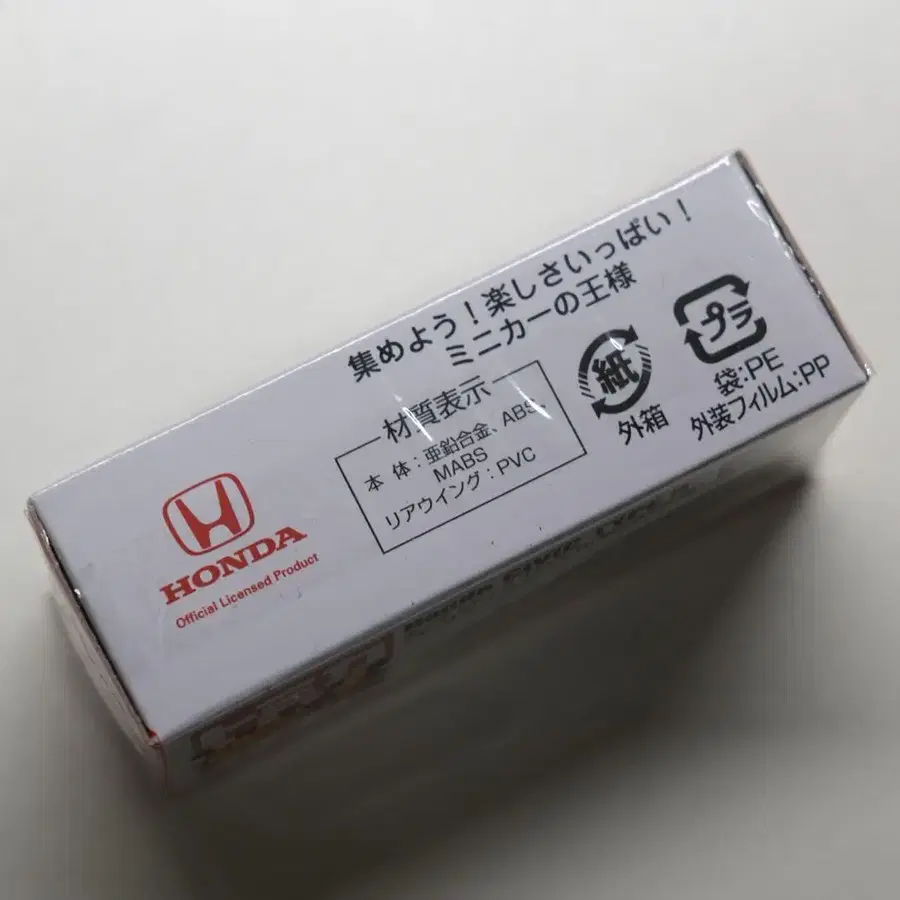 集めよう！楽しさいっぱい！
ミニカーの王様
材質表示
本体：亜鉛合金、ABS、
MABS
リアウイング：PVC
紙
外箱
プラ
袋:PE
外装フィルム:PP
HONDA
Official Licensed Product
Honda